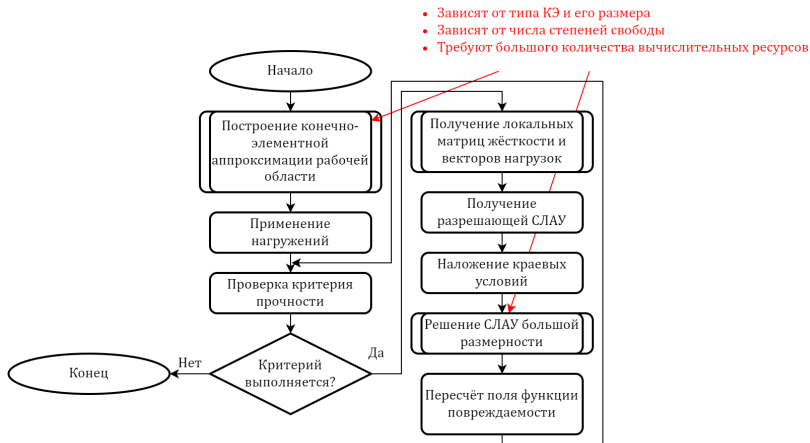 • Зависят от типа КЭ и его размера
• Зависят от числа степеней свободы
• Требуют большого количества вычислительных ресурсов
Начало
Построение конечно-
элементной
аппроксимации рабочей
области
Применение
нагружений
Проверка критерия
прочности
Критерий
выполняется?
Нет
Конец
Да
Получение локальных
матриц жёсткости и
векторов нагрузок
Получение
разрешающей СЛАУ
Наложение краевых
условий
Решение СЛАУ большой
размерности
Пересчёт поля функции
повреждаемости